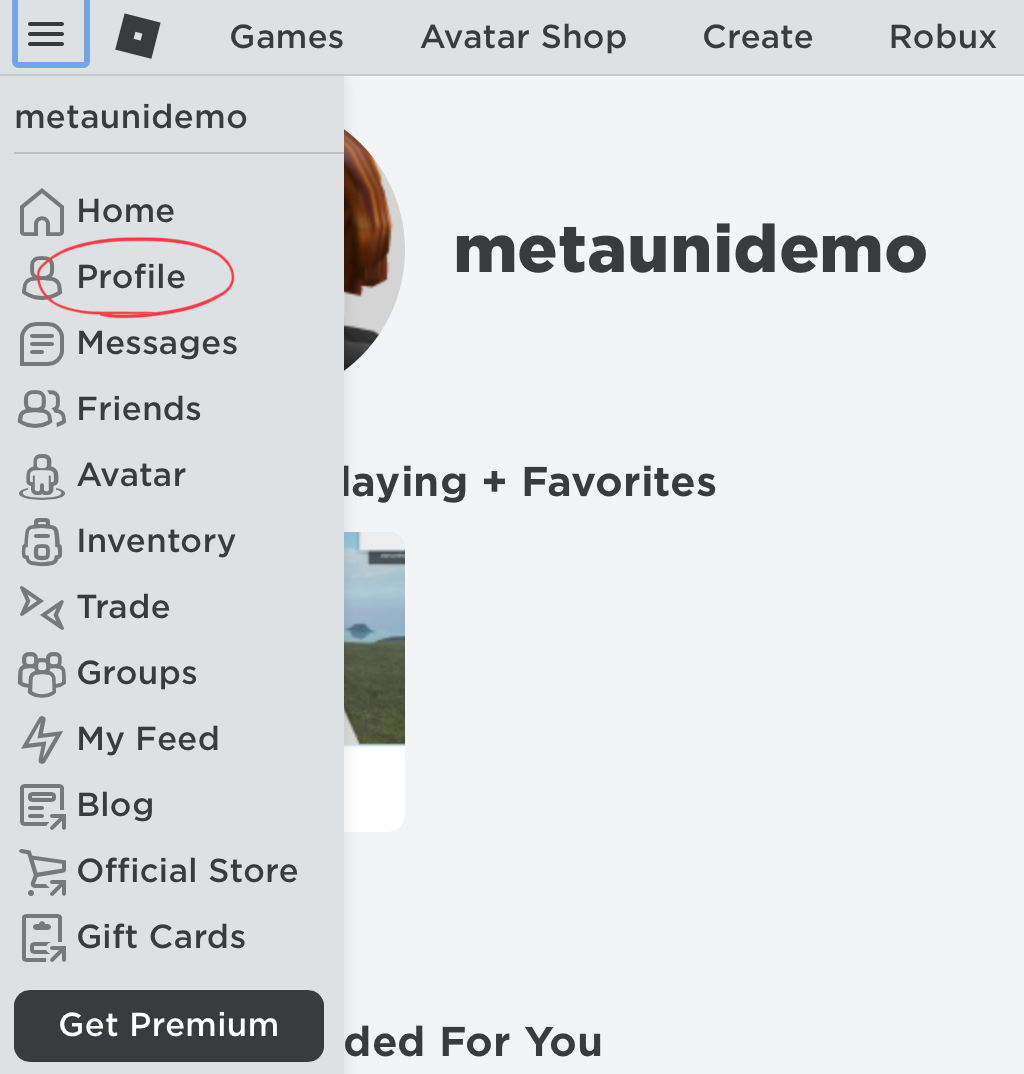 Games Avatar Shop Create Robux
metaunidemo
Home
Profile
Messages
Friends
Avatar
Inventory
Trade
Groups
My Feed
Blog
Official Store
Gift Cards
Get Premium
metaunidemo
laying + Favorites
ded For You